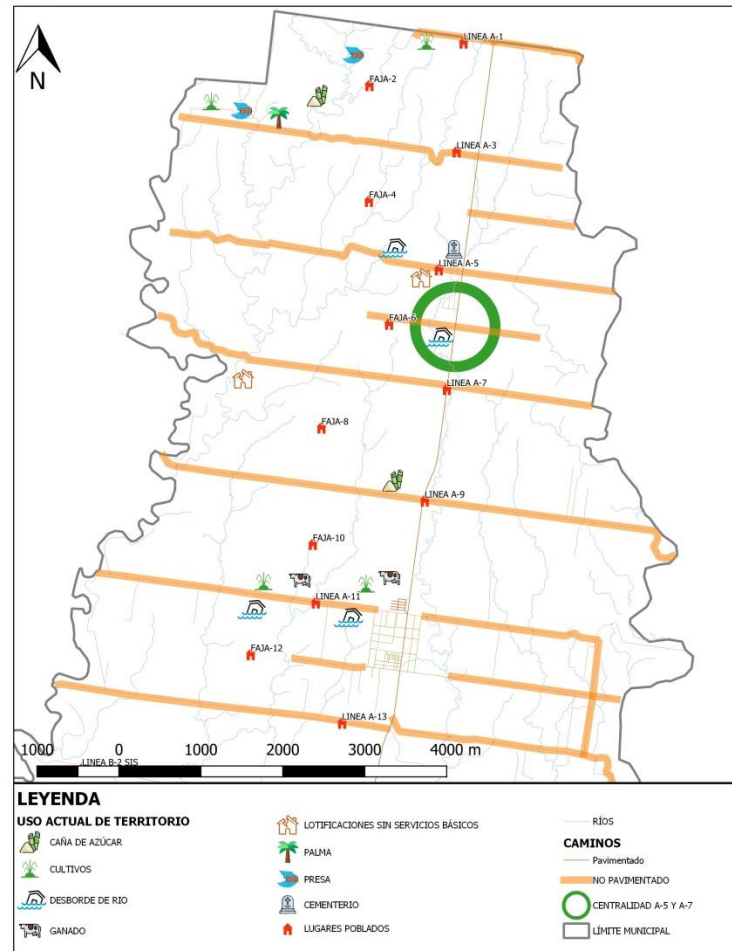 N
LINEA A-1
FAJA-2
LINEA A-3
FAJA-4
LINEA A-5
FAJA-6
LINEA A-7
FAJA-8
LINEA A-9
FAJA-10
LINEA A-11
FAJA-12
LINEA A-13
1000 0 1000 2000 3000 4000 m
LINEA B-2 SIS
LEYENDA
USO ACTUAL DE TERRITORIO
CAÑA DE AZÚCAR
CULTIVOS
DESBORDE DE RIO
GANADO
LOTIFICACIONES SIN SERVICIOS BÁSICOS
PALMA
PRESA
CEMENTERIO
LUGARES POBLADOS
RÍOS
CAMINOS
Pavimentado
NO PAVIMENTADO
CENTRALIDAD A-5 Y A-7
LÍMITE MUNICIPAL